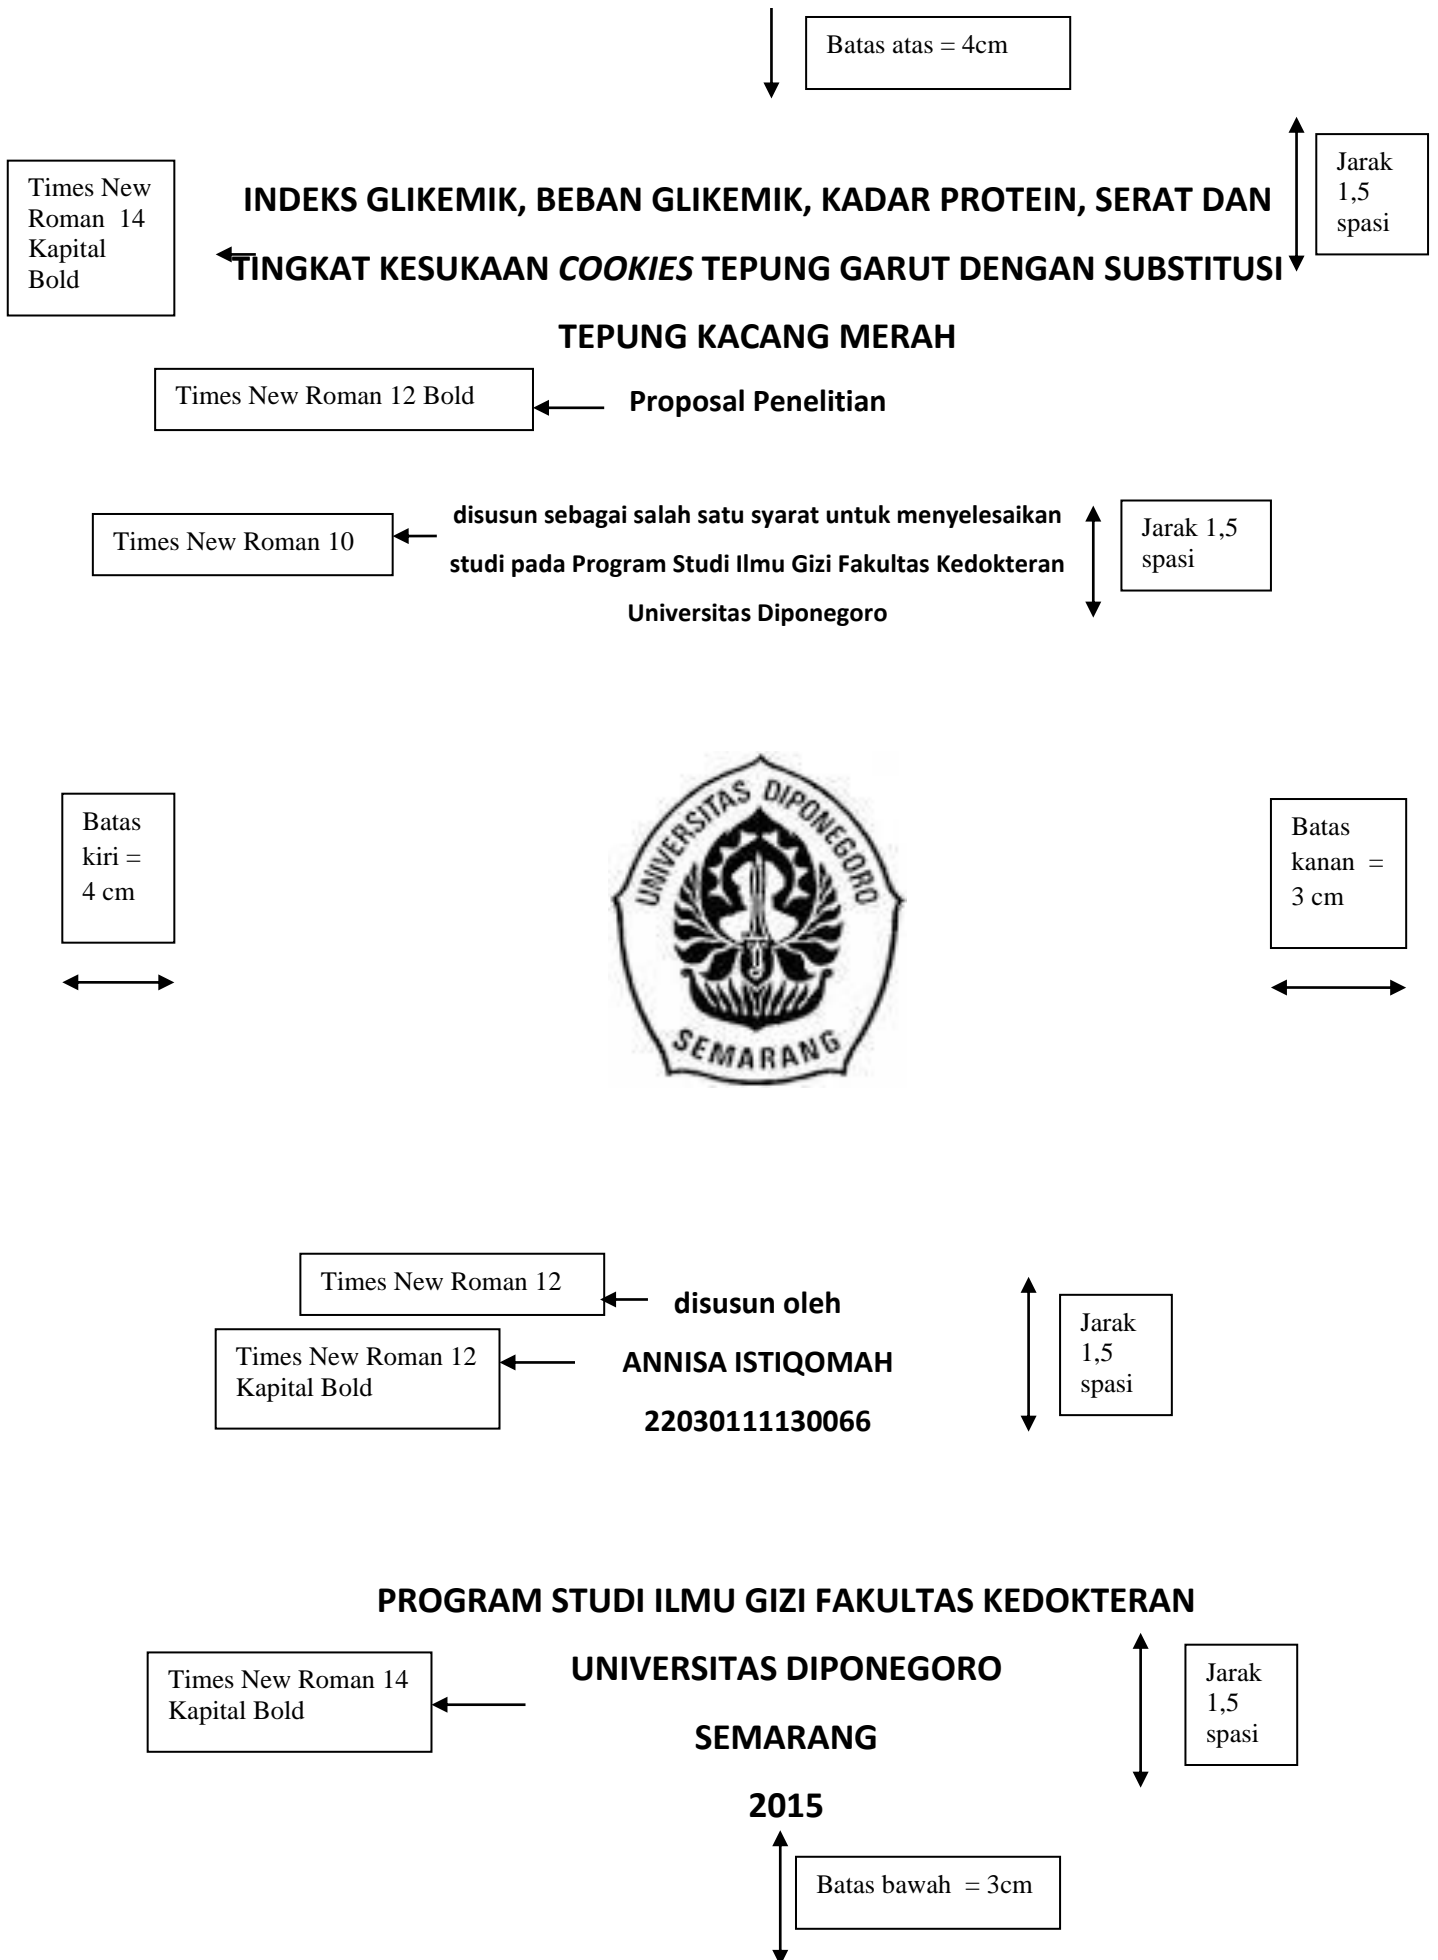 Batas atas = 4cm
Times New
Roman 14
Kapital
Bold
INDEKS GLIKEMIK, BEBAN GLIKEMIK, KADAR PROTEIN, SERAT DAN
TINGKAT KESUKAAN COOKIES TEPUNG GARUT DENGAN SUBSTITUSI
TEPUNG KACANG MERAH
Jarak
1,5
spasi
Times New Roman 12 Bold
Proposal Penelitian
Times New Roman 10
disusun sebagai salah satu syarat untuk menyelesaikan
studi pada Program Studi Ilmu Gizi Fakultas Kedokteran
Universitas Diponegoro
Jarak 1,5
spasi
Batas
kiri =
4 cm
UNIVERSITAS DIPONEGORO
SEMARANG
Batas
kanan =
3 cm
Times New Roman 12
disusun oleh
Times New Roman 12
Kapital Bold
ANNISA ISTIQOMAH
22030111130066
Jarak
1,5
spasi
PROGRAM STUDI ILMU GIZI FAKULTAS KEDOKTERAN
UNIVERSITAS DIPONEGORO
SEMARANG
2015
Times New Roman 14
Kapital Bold
Jarak
1,5
spasi
Batas bawah = 3cm